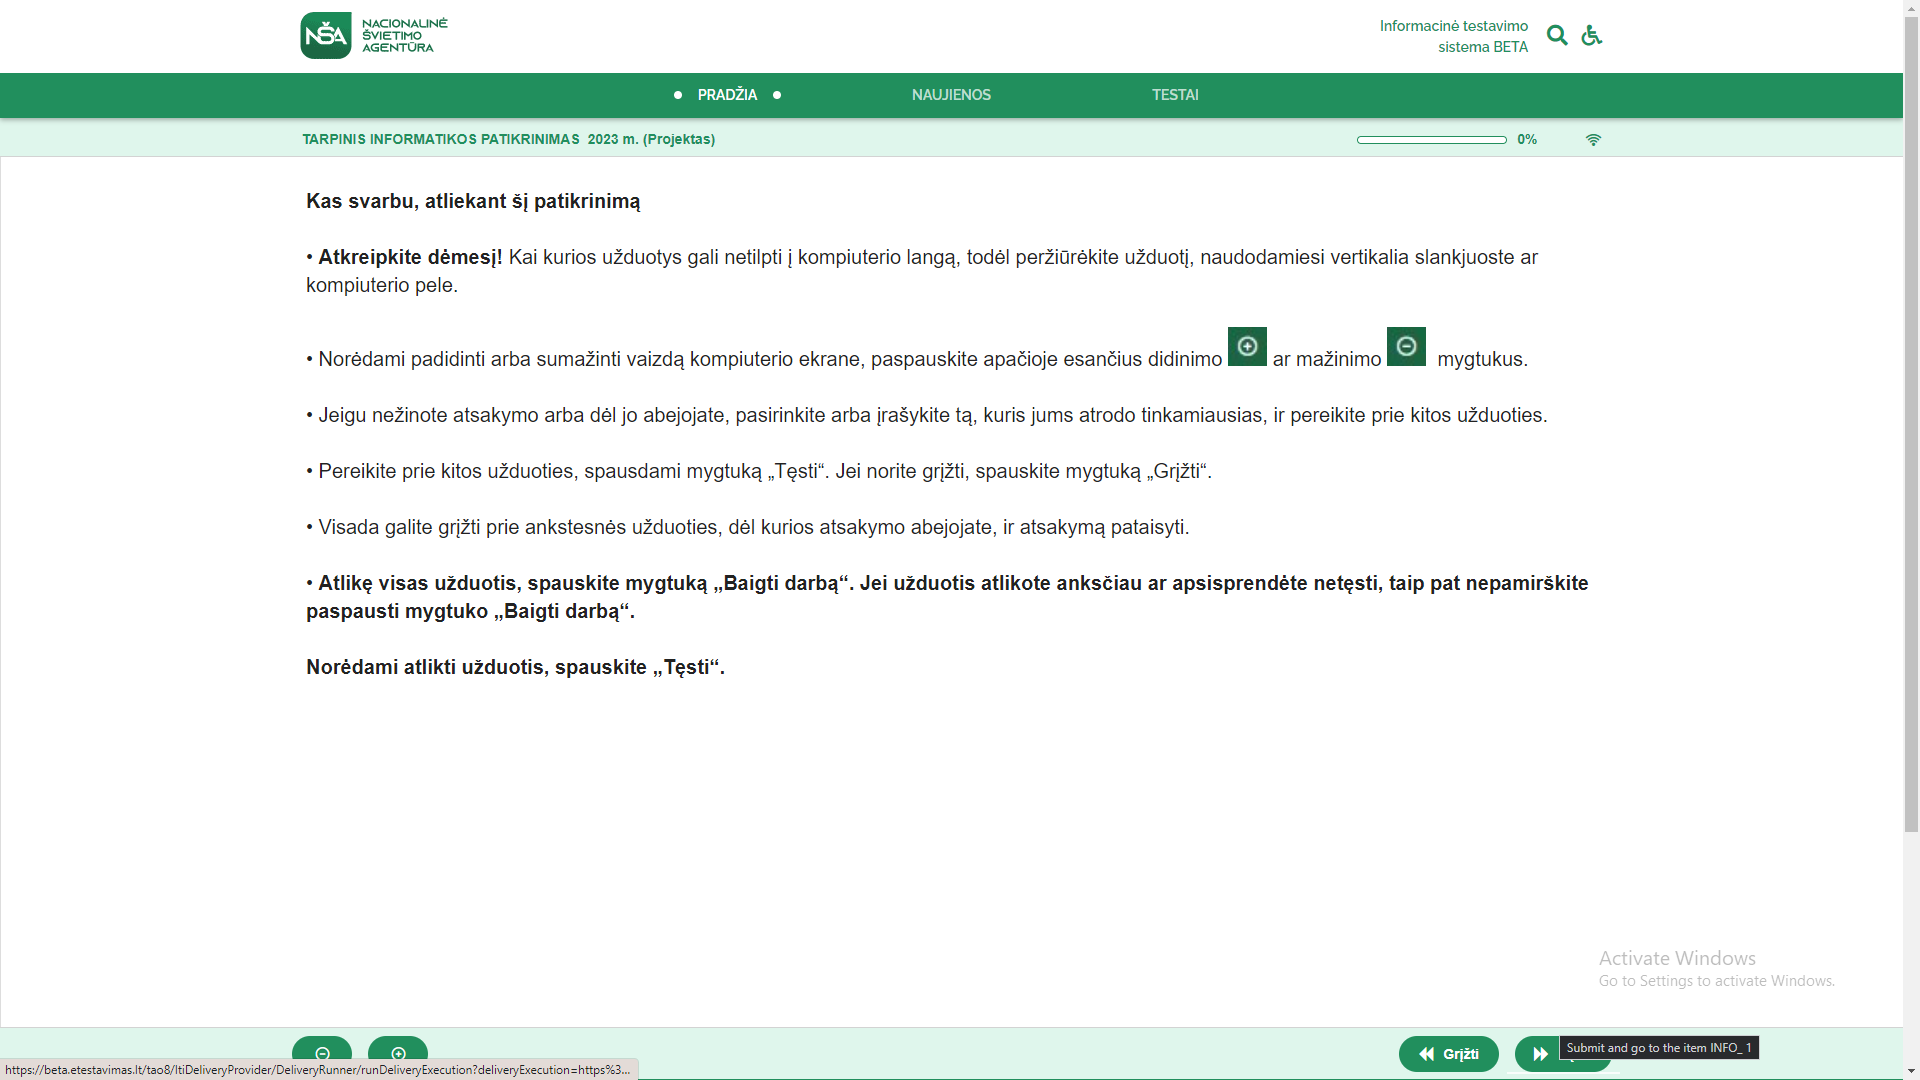 NŠA
NACIONALINĖ
ŠVIETIMO
AGENTŪRA
Informacinė testavimo
sistema BETA
PRADŽIA
NAUJIENOS
TESTAI
TARPINIS INFORMATIKOS PATIKRINIMAS 2023 m. (Projektas)
0%
Kas svarbu, atliekant šį patikrinimą
• Atkreipkite dėmesį! Kai kurios užduotys gali netilpti į kompiuterio langą, todėl peržiūrėkite užduotį, naudodamiesi vertikalia slankjuoste ar
kompiuterio pele.
• Norėdami padidinti arba sumažinti vaizdą kompiuterio ekrane, paspauskite apačioje esančius didinimo ar mažinimo mygtukus.
• Jeigu nežinote atsakymo arba dėl jo abejojate, pasirinkite arba įrašykite tą, kuris jums atrodo tinkamiausias, ir pereikite prie kitos užduoties.
• Pereikite prie kitos užduoties, spausdami mygtuką „Tęsti“. Jei norite grįžti, spauskite mygtuką „Grįžti“.
• Visada galite grįžti prie ankstesnės užduoties, dėl kurios atsakymo abejojate, ir atsakymą pataisyti.
• Atlikę visas užduotis, spauskite mygtuką „Baigti darbą“. Jei užduotis atlikote anksčiau ar apsisprendėte netęsti, taip pat nepamirškite
paspausti mygtuko „Baigti darbą“.
Norėdami atlikti užduotis, spauskite „Tęsti“.
Activate Windows
Go to Settings to activate Windows.
Grįžti
Submit and go to the item INFO_ 1
https://beta.etestavimas.lt/tao8/ltiDeliveryProvider/DeliveryRunner/runDeliveryExecution?deliveryExecution=https%3...